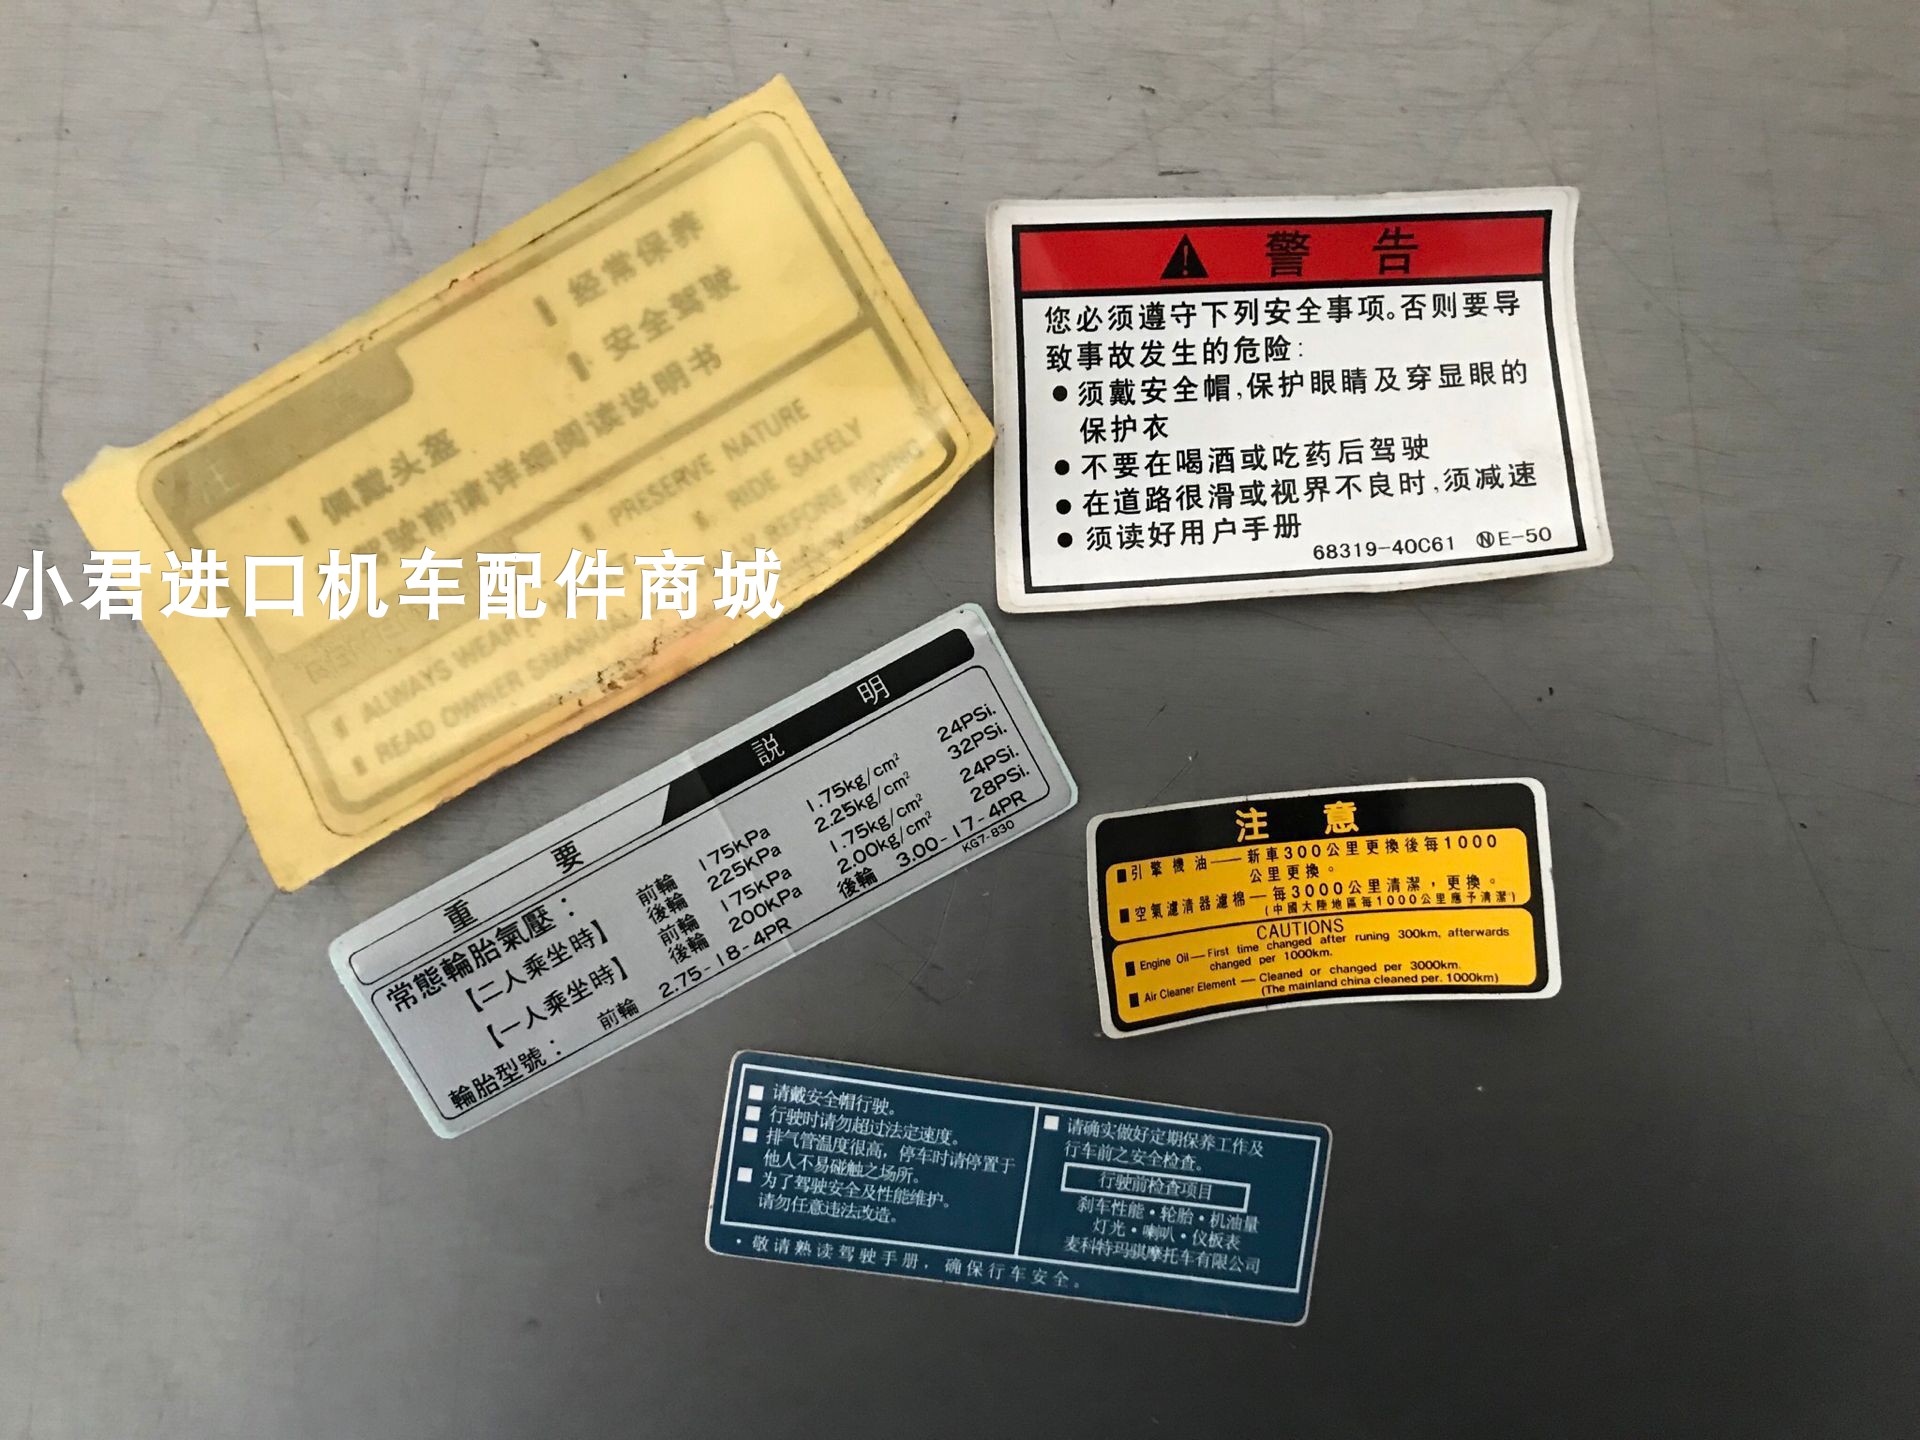 经常保养
安全驾驶
佩戴头盔
驾驶前请详细阅读说明书
PRESERVE NATURE
RIDE SAFELY
ALWAYS WEAR
READ OWNER SMANUAL
BEFORE RIDING
小君进口机车配件商城
警告
您必须遵守下列安全事项。否则要导
致事故发生的危险:
● 须戴安全帽,保护眼睛及穿显眼的
保护衣
● 不要在喝酒或吃药后驾驶
● 在道路很滑或视界不良时,须减速
● 须读好用户手册
68319-40C61 ⓃE-50
重要説明
常態輪胎氣壓：
【二人乘坐時】 前輪 175KPa 1.75kg/cm² 24PSi.
後輪 225KPa 2.25kg/cm² 32PSi.
【一人乘坐時】 前輪 175KPa 1.75kg/cm² 24PSi.
後輪 200KPa 2.00kg/cm² 28PSi.
輪胎型號： 前輪 2.75-18-4PR 後輪 3.00-17-4PR
KG7-830
注意
■引擎機油——新車300公里更換後每1000
公里更換。
■空氣濾清器濾棉—每3000公里清潔，更換。
(中國大陸地區每1000公里應予清潔)
CAUTIONS
■ Engine Oil—First time changed after runing 300km, afterwards
changed per 1000km.
■ Air Cleaner Element — Cleaned or changed per 3000km.
(The mainland china cleaned per. 1000km)
■ 请戴安全帽行驶。
■ 行驶时请勿超过法定速度。
■ 排气管温度很高，停车时请停置于
他人不易碰触之场所。
■ 为了驾驶安全及性能维护。
请勿任意违法改造。
■ 请确实做好定期保养工作及
行车前之安全检查。
行驶前检查项目
刹车性能•轮胎•机油量
灯光•喇叭•仪板表
麦科特玛骐摩托车有限公司
·敬请熟读驾驶手册，确保行车安全。